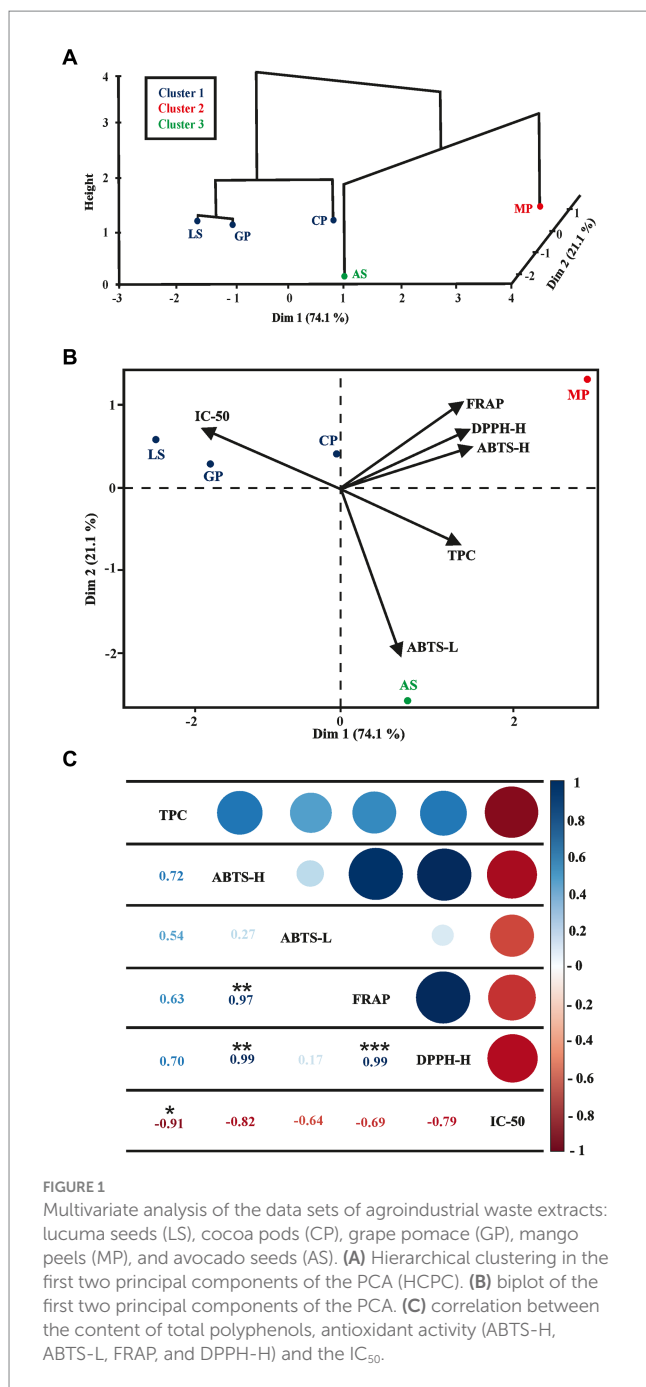 A
4
3
2
1
0
Height
Cluster 1
Cluster 2
Cluster 3
LS
GP
CP
AS
MP
-3
-2
- 1
0
1
2
3
4
Dim 1 (74.1 %)
1
0
-1
-2
Dim 2 (21.1 %)
B
1
0
-1
-2
Dim 2 (21.1 %)
IC-50
LS
GP
CP
FRAP
DPPH-H
ABTS-H
TPC
ABTS-L
AS
MP
-2
0
2
Dim 1 (74.1 %)
C
TPC
0.72 ABTS-H
0.54 0.27 ABTS-L
**
0.63 0.97 FRAP
** ***
0.70 0.99 0.17 0.99 DPPH-H
*
-0.91 -0.82 -0.64 -0.69 -0.79 IC-50
1
0.8
0.6
0.4
0.2
- 0
- 0.2
- 0.4
- 0.6
- 0.8
- 1
FIGURE 1
Multivariate analysis of the data sets of agroindustrial waste extracts:
lucuma seeds (LS), cocoa pods (CP), grape pomace (GP), mango
peels (MP), and avocado seeds (AS). (A) Hierarchical clustering in the
first two principal components of the PCA (HCPC). (B) biplot of the
first two principal components of the PCA. (C) correlation between
the content of total polyphenols, antioxidant activity (ABTS-H,
ABTS-L, FRAP, and DPPH-H) and the IC₅₀.